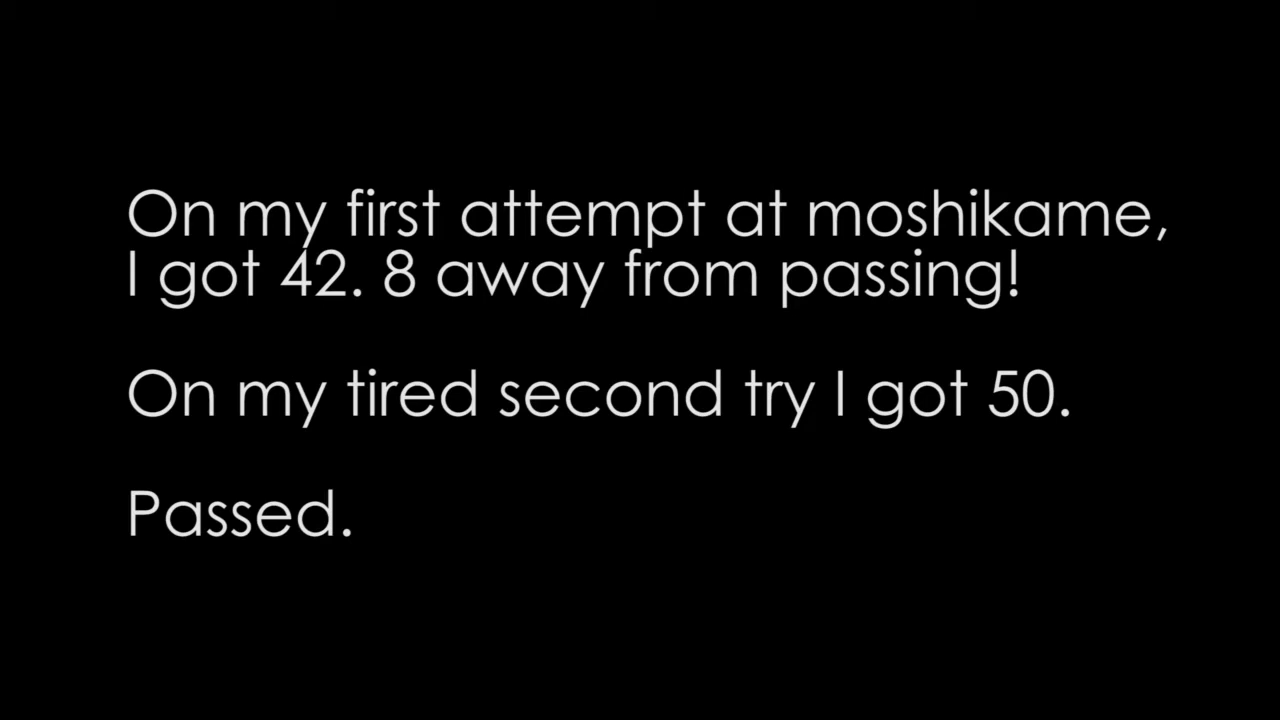 On my first attempt at moshikame,
I got 42. 8 away from passing!
On my tired second try I got 50.
Passed.